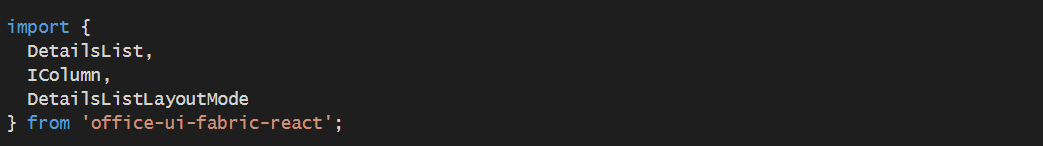 import {
  DetailsList,
  IColumn,
  DetailsListLayoutMode
} from 'office-ui-fabric-react';